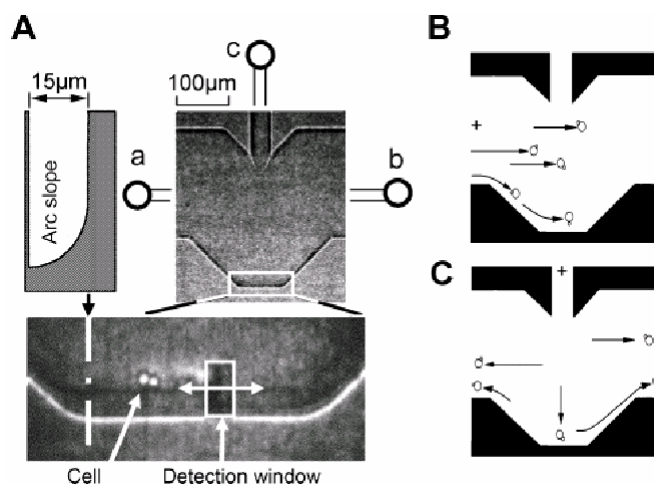 A
c
15µm
100µm
a
b
Arc slope
Cell
Detection window
B
+
C
+